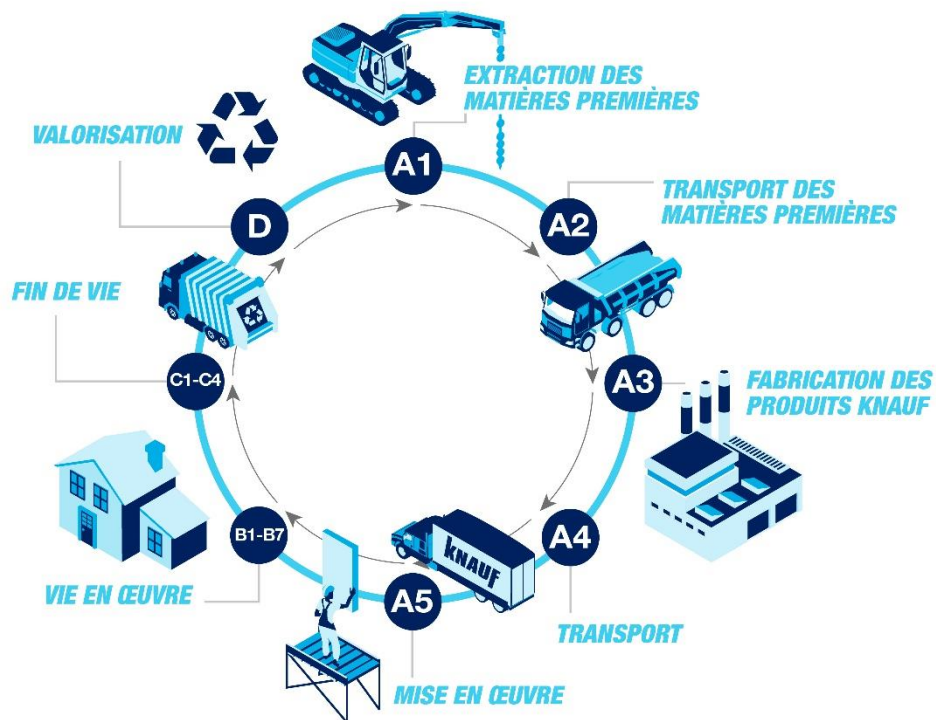 EXTRACTION DES
MATIÈRES PREMIÈRES
A1
TRANSPORT DES
MATIÈRES PREMIÈRES
A2
A3
FABRICATION DES
PRODUITS KNAUF
A4
TRANSPORT
KNAUF
A5
MISE EN ŒUVRE
B1-B7
VIE EN ŒUVRE
C1-C4
FIN DE VIE
D
VALORISATION